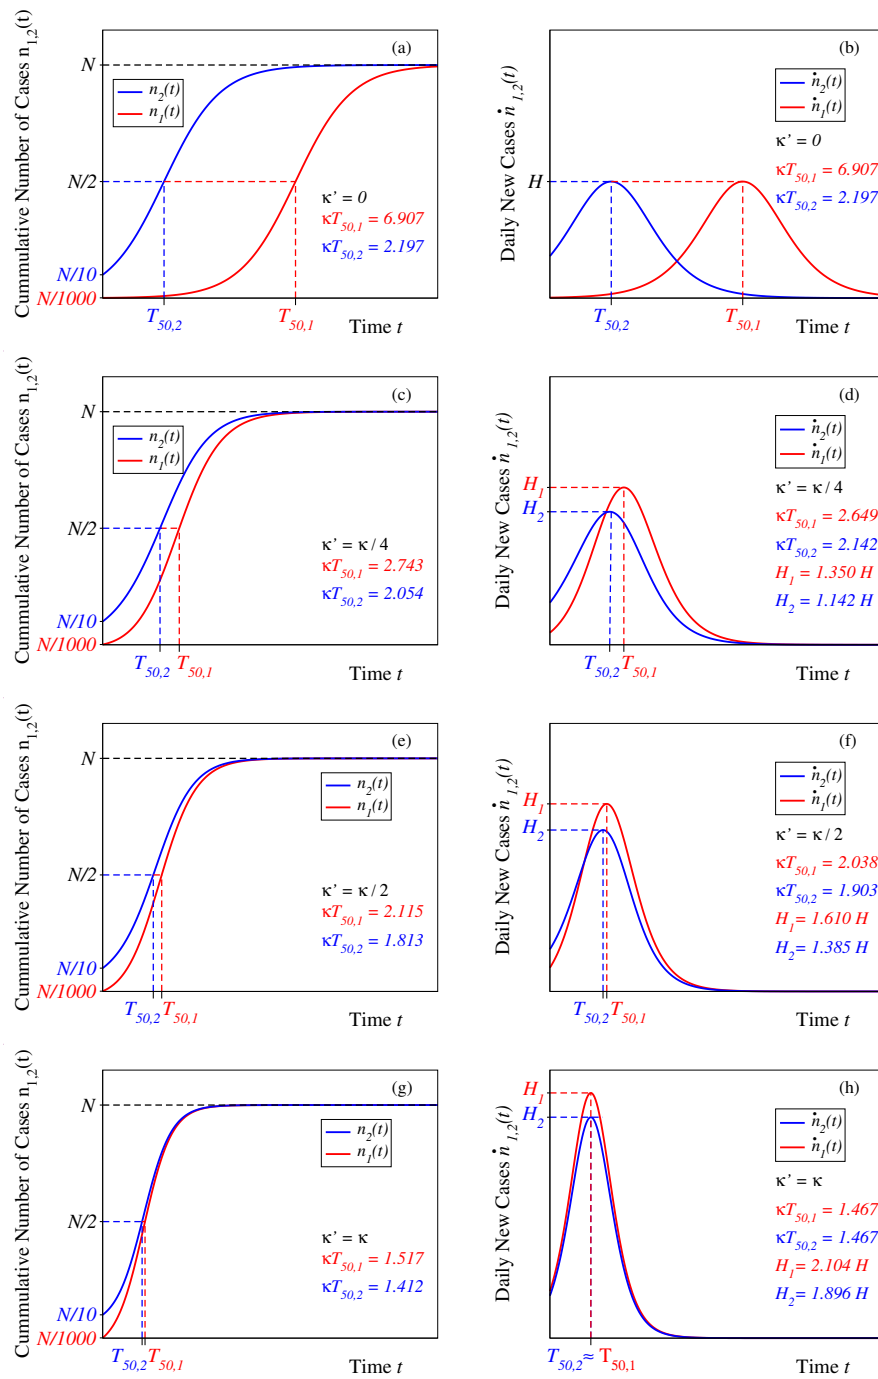 Cummulative Number of Cases n1,2(t)
(a)
N
n2(t)
n1(t)
N/2
κ' = 0
κT50,1 = 6.907
κT50,2 = 2.197
N/10
N/1000
T50,2
T50,1
Time t
Daily New Cases ṅ1,2(t)
(b)
ṅ2(t)
ṅ1(t)
κ' = 0
κT50,1 = 6.907
κT50,2 = 2.197
H
T50,2
T50,1
Time t
Cummulative Number of Cases n1,2(t)
(c)
N
n2(t)
n1(t)
N/2
κ' = κ / 4
κT50,1 = 2.743
κT50,2 = 2.054
N/10
N/1000
T50,2
T50,1
Time t
Daily New Cases ṅ1,2(t)
(d)
ṅ2(t)
ṅ1(t)
H1
H2
κ' = κ / 4
κT50,1 = 2.649
κT50,2 = 2.142
H1 = 1.350 H
H2 = 1.142 H
T50,2
T50,1
Time t
Cummulative Number of Cases n1,2(t)
(e)
N
n2(t)
n1(t)
N/2
κ' = κ / 2
κT50,1 = 2.115
κT50,2 = 1.813
N/10
N/1000
T50,2
T50,1
Time t
Daily New Cases ṅ1,2(t)
(f)
ṅ2(t)
ṅ1(t)
H1
H2
κ' = κ / 2
κT50,1 = 2.038
κT50,2 = 1.903
H1 = 1.610 H
H2 = 1.385 H
T50,2
T50,1
Time t
Cummulative Number of Cases n1,2(t)
(g)
N
n2(t)
n1(t)
N/2
κ' = κ
κT50,1 = 1.517
κT50,2 = 1.412
N/10
N/1000
T50,2
T50,1
Time t
Daily New Cases ṅ1,2(t)
(h)
H1
H2
ṅ2(t)
ṅ1(t)
κ' = κ
κT50,1 = 1.467
κT50,2 = 1.467
H1 = 2.104 H
H2 = 1.896 H
T50,2 ≈ T50,1
Time t